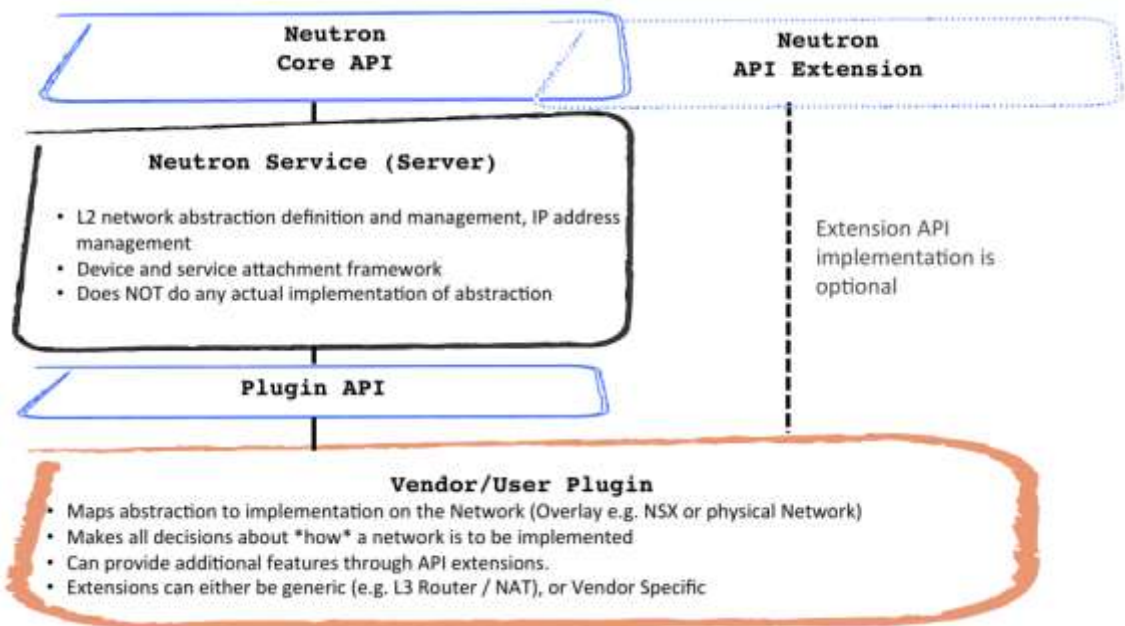 Neutron
Core API
Neutron
API Extension
Neutron Service (Server)
• L2 network abstraction definition and management, IP address
management
• Device and service attachment framework
• Does NOT do any actual implementation of abstraction
Extension API
implementation is
optional
Plugin API
Vendor/User Plugin
• Maps abstraction to implementation on the Network (Overlay e.g. NSX or physical Network)
• Makes all decisions about *how* a network is to be implemented
• Can provide additional features through API extensions.
• Extensions can either be generic (e.g. L3 Router / NAT), or Vendor Specific